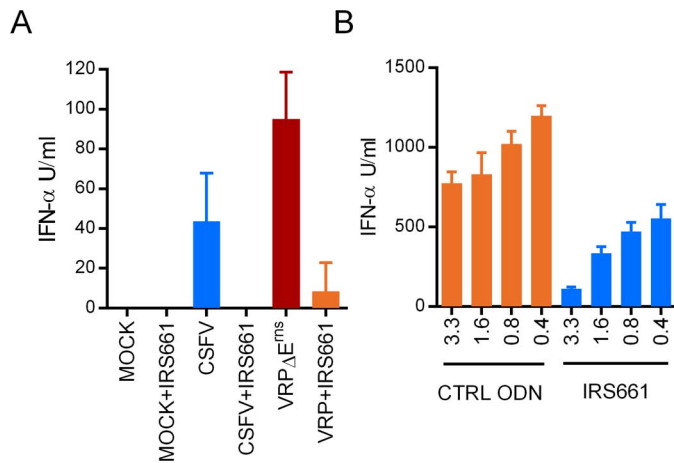 A
IFN-α U/ml
120
100
80
60
40
20
0
MOCK
MOCK+IRS661
CSFV
CSFV+IRS661
VRPΔE^rns
VRP+IRS661
B
IFN-α U/ml
1500
1000
500
0
3.3
1.6
0.8
0.4
3.3
1.6
0.8
0.4
CTRL ODN
IRS661